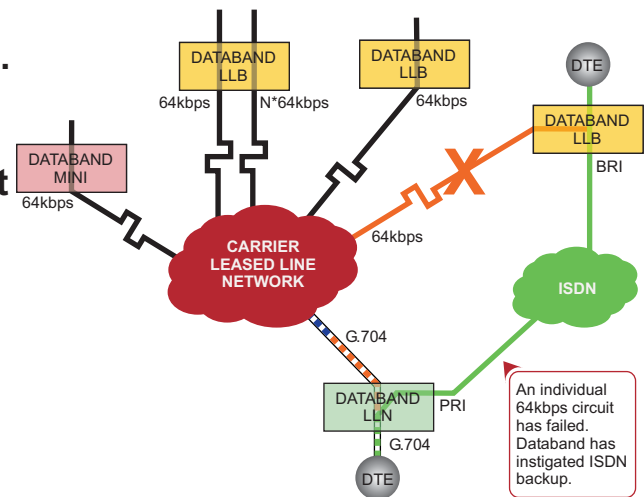 .
DATABAND
LLB
64kbps
N*64kbps
DATABAND
LLB
64kbps
DTE
DATABAND
LLB
BRI
t
DATABAND
MINI
64kbps
X
64kbps
CARRIER
LEASED LINE
NETWORK
ISDN
G.704
DATABAND
LLN
PRI
G.704
DTE
An individual
64kbps circuit
has failed.
Databand has
instigated ISDN
backup.